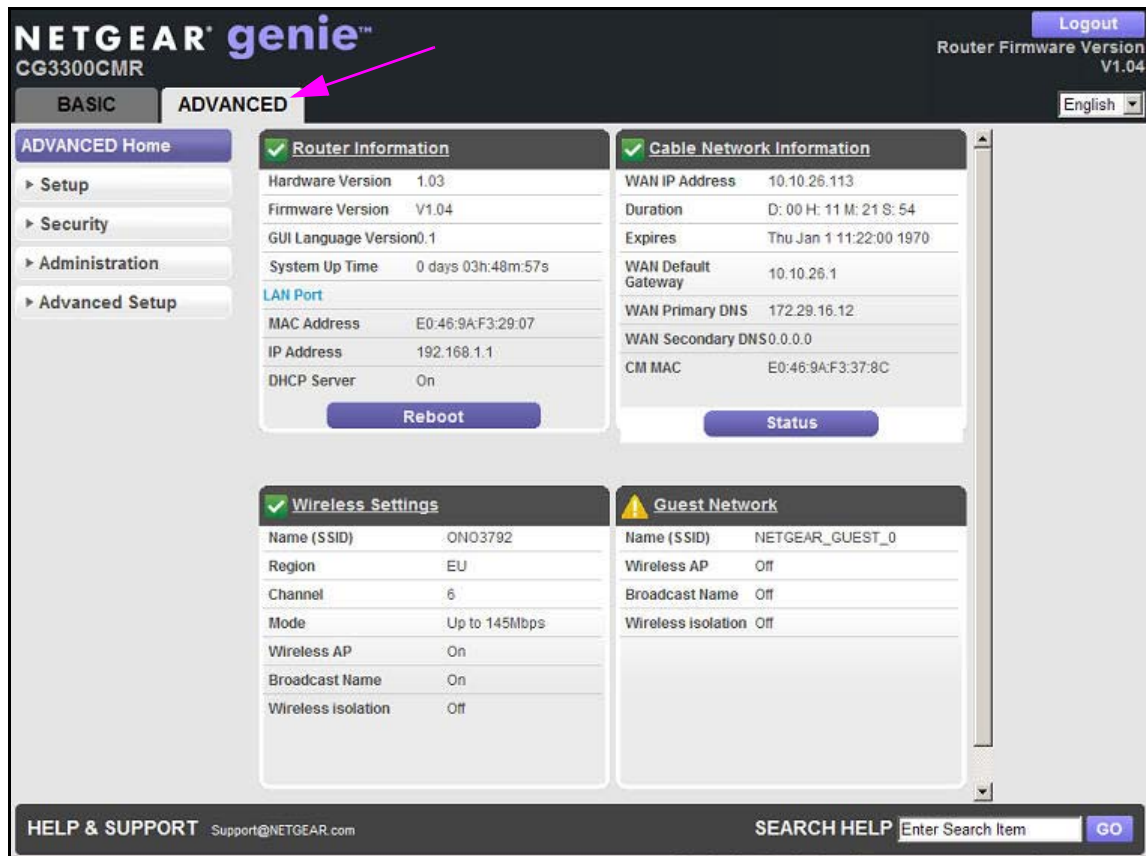 NETGEAR® genie™
CG3300CMR
Logout
Router Firmware Version
V1.04
BASIC
ADVANCED
English
ADVANCED Home
Setup
Security
Administration
Advanced Setup
Router Information
Hardware Version 1.03
Firmware Version V1.04
GUI Language Version0.1
System Up Time 0 days 03h:48m:57s
LAN Port
MAC Address E0:46:9A:F3:29:07
IP Address 192.168.1.1
DHCP Server On
Reboot
Cable Network Information
WAN IP Address 10.10.26.113
Duration D: 00 H: 11 M: 21 S: 54
Expires Thu Jan 1 11:22:00 1970
WAN Default
Gateway 10.10.26.1
WAN Primary DNS 172.29.16.12
WAN Secondary DNS0.0.0.0
CM MAC E0:46:9A:F3:37:8C
Status
Wireless Settings
Name (SSID) ONO3792
Region EU
Channel 6
Mode Up to 145Mbps
Wireless AP On
Broadcast Name On
Wireless isolation Off
Guest Network
Name (SSID) NETGEAR_GUEST_0
Wireless AP Off
Broadcast Name Off
Wireless isolation Off
HELP & SUPPORT Support@NETGEAR.com
SEARCH HELP Enter Search Item GO